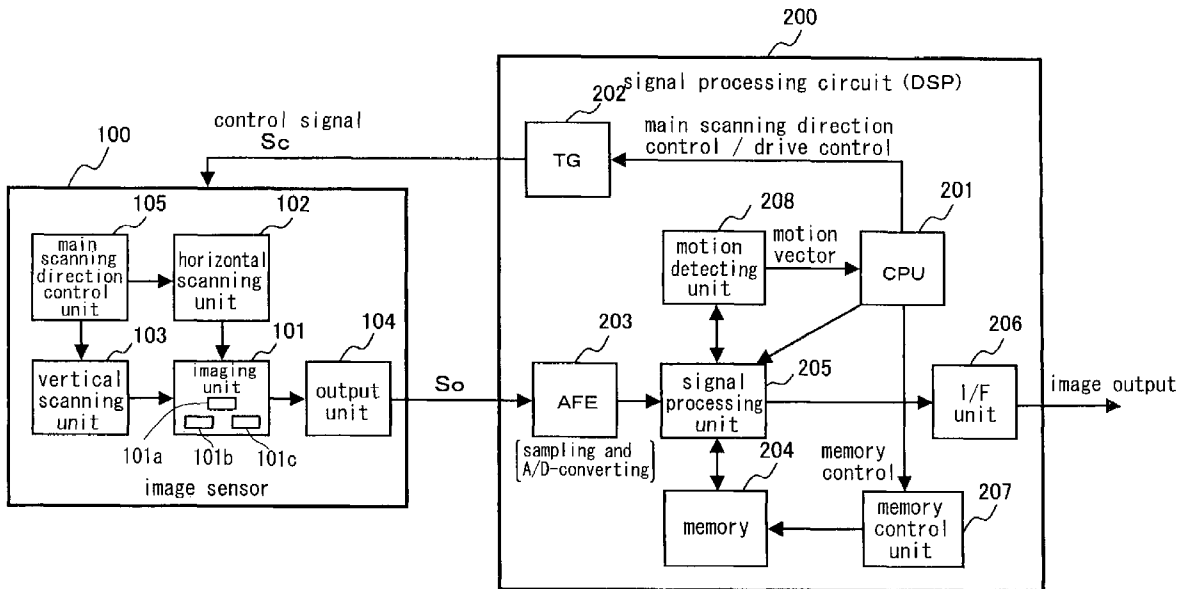 200
signal processing circuit (DSP)
202
TG
main scanning direction
control / drive control
control signal
Sc
100
105
main
scanning
direction
control
unit
102
horizontal
scanning
unit
208
motion
detecting
unit
motion
vector
201
CPU
103
vertical
scanning
unit
101
imaging
unit
101a
101b
101c
104
output
unit
So
203
AFE
(sampling and
A/D-converting)
signal
processing
unit
205
206
I/F
unit
image output
204
memory
memory
control
memory
control
unit
207
image sensor